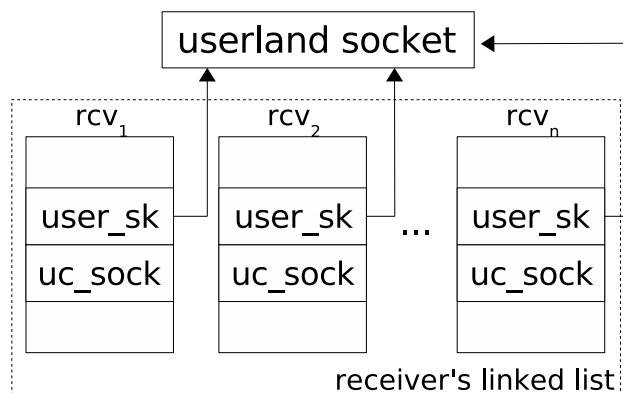 userland socket
rcv₁ rcv₂ rcvₙ
user_sk user_sk ... user_sk
uc_sock uc_sock uc_sock
receiver's linked list